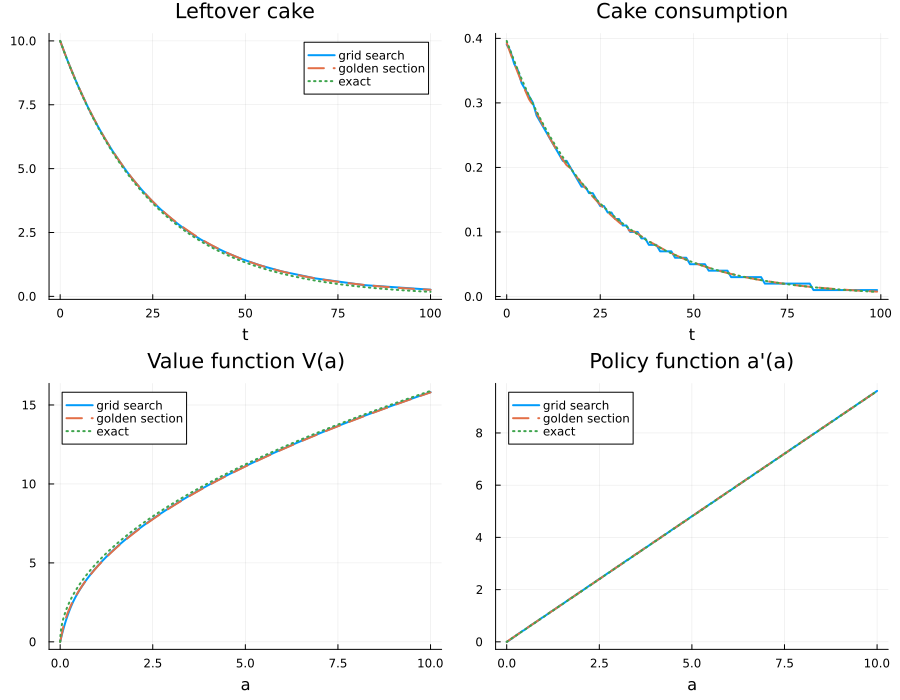 Leftover cake
10.0
7.5
5.0
2.5
0.0
grid search
golden section
exact
0 25 50 75 100
t
Cake consumption
0.4
0.3
0.2
0.1
0.0
0 25 50 75 100
t
Value function V(a)
15
10
5
0
grid search
golden section
exact
0.0 2.5 5.0 7.5 10.0
a
Policy function a'(a)
8
6
4
2
0
grid search
golden section
exact
0.0 2.5 5.0 7.5 10.0
a